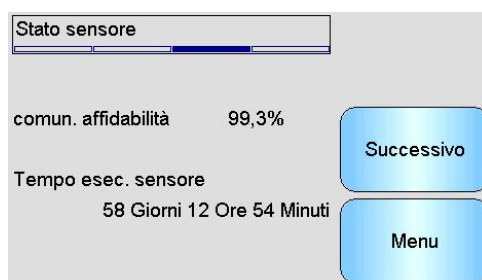 Stato sensore
comun. affidabilità 99,3%
Successivo
Tempo esec. sensore
58 Giorni 12 Ore 54 Minuti
Menu